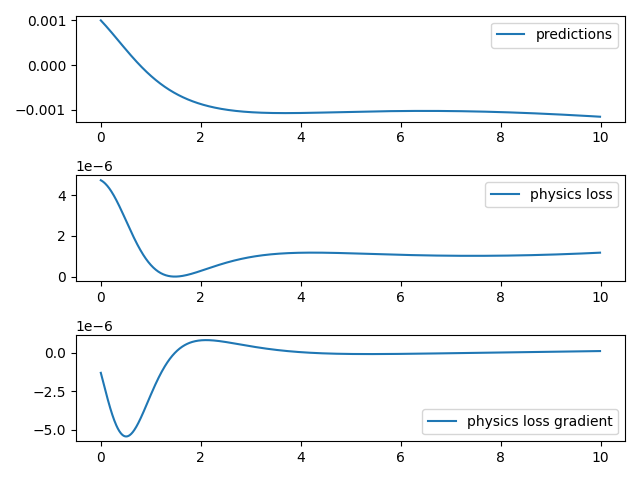 0.001
0.000
−0.001
predictions
0 2 4 6 8 10
1e−6
4
2
0
physics loss
0 2 4 6 8 10
1e−6
0.0
−2.5
−5.0
physics loss gradient
0 2 4 6 8 10